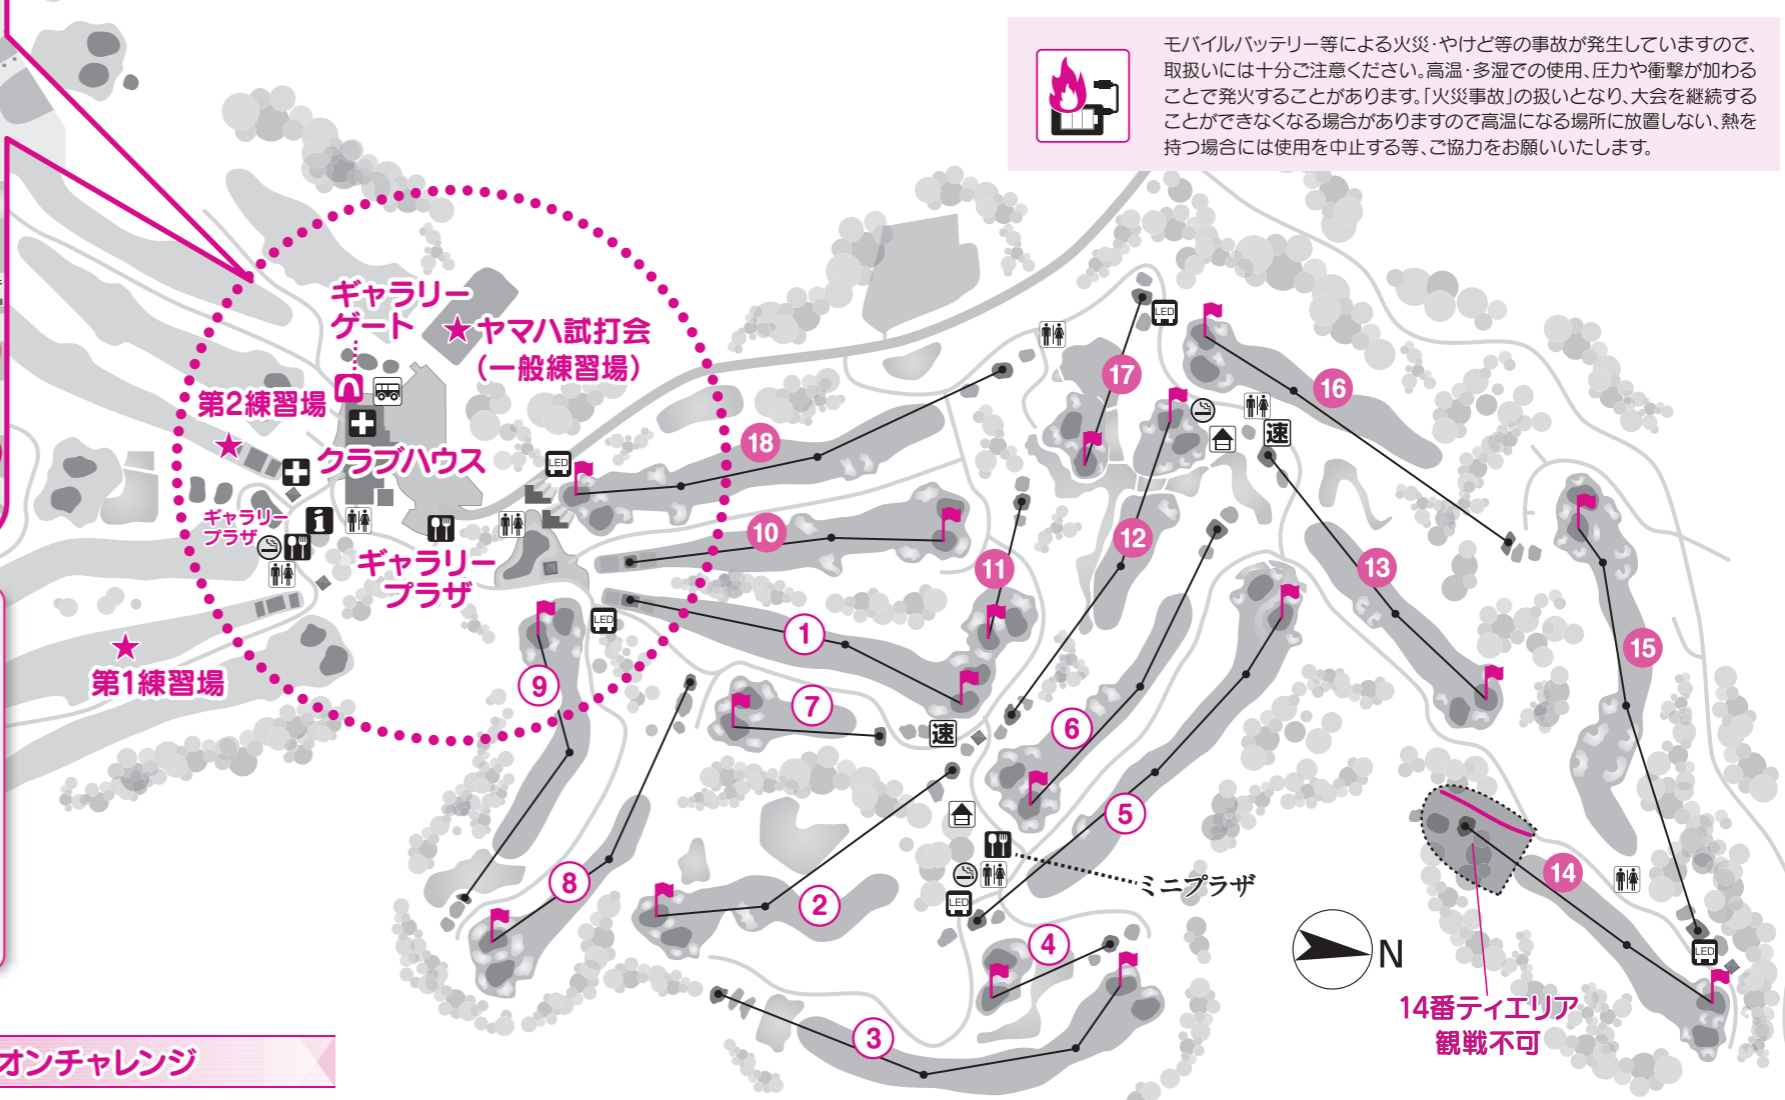 モバイルバッテリー等による火災・やけど等の事故が発生していますので、
取扱いには十分ご注意ください。高温・多湿での使用、圧力や衝撃が加わる
ことで発火することがあります。「火災事故」の扱いとなり、大会を継続する
ことができなくなる場合がありますので高温になる場所に放置しない、熱を
持つ場合には使用を中止する等、ご協力をお願いいたします。
ギャラリー
ゲート
★ヤマハ試打会
（一般練習場）
第2練習場
★
クラブハウス
ギャラリー
プラザ
i
ギャラリー
プラザ
★
第1練習場
LED
18
10
11
1
9
LED
7
速
8
2
3
4
LED
ミニプラザ
5
6
12
17
LED
速
16
13
15
14
LED
N
14番ティエリア
観戦不可
オンチャレンジ